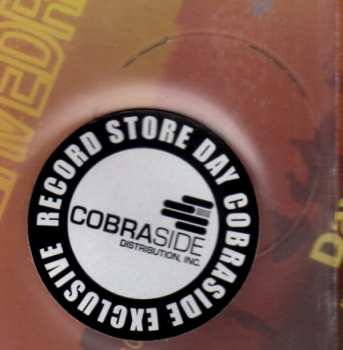 RECORD STORE DAY COBRASIDE EXCLUSIVE
COBRASIDE
DISTRIBUTION, INC.